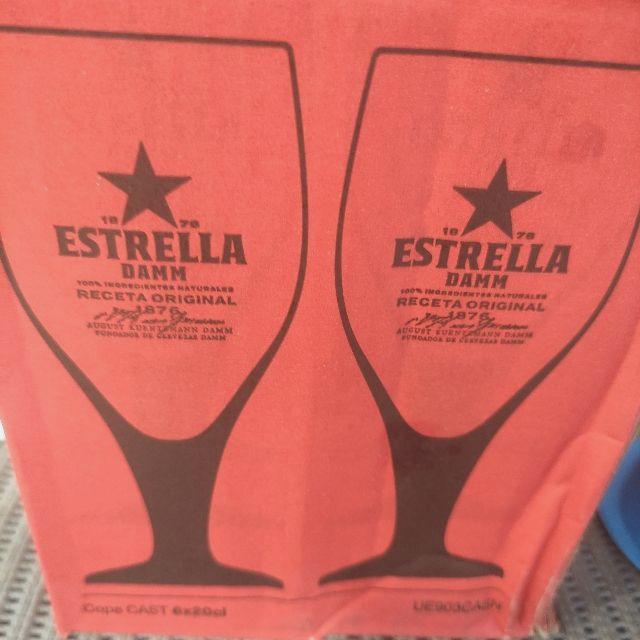 18 76
ESTRELLA
DAMM
100% INGREDIENTES NATURALES
RECETA ORIGINAL
1876
AUGUST KUENTZMANN DAMM
FUNDADOR DE CERVEZAS DAMM
18 76
ESTRELLA
DAMM
100% INGREDIENTES NATURALES
RECETA ORIGINAL
1876
AUGUST KUENTZMANN DAMM
FUNDADOR DE CERVEZAS DAMM
Copa CAST 6x20cl